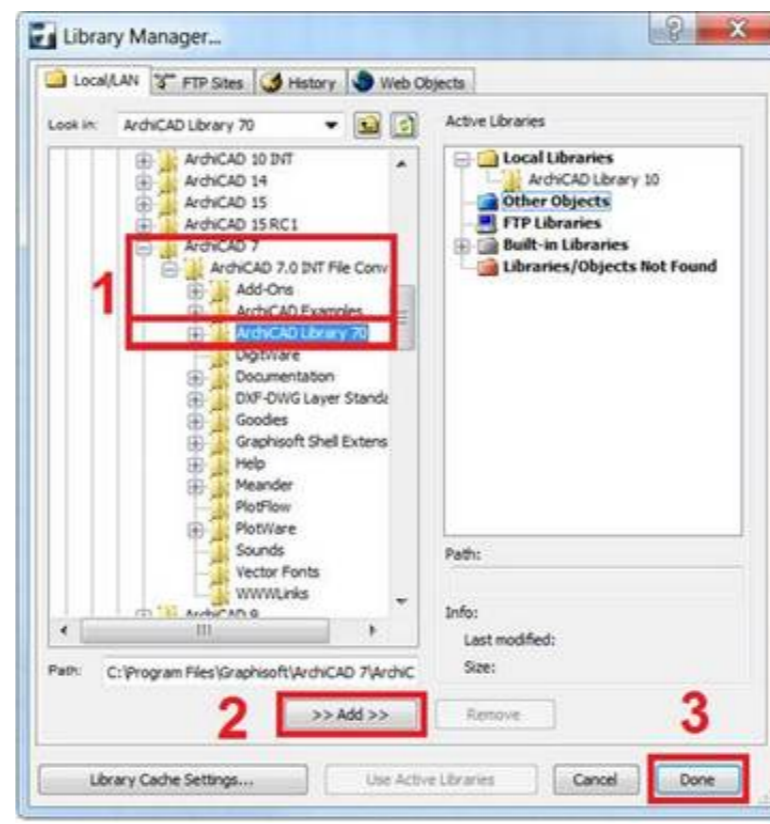 Library Manager...
Local/LAN FTP Sites History Web Objects
Look in: ArchiCAD Library 70
ArchiCAD 10 INT
ArchiCAD 14
ArchiCAD 15
ArchiCAD 15 RC1
ArchiCAD 7
ArchiCAD 7.0 INT File Conv
Add-Ons
ArchiCAD Examples
ArchiCAD Library 70
DigitWare
Documentation
DXF-DWG Layer Standa
Goodies
Graphisoft Shell Extens
Help
Meander
PlotFlow
PlotWare
Sounds
Vector Fonts
WWWLinks
ArchiCAD 9
1
Path: C:\Program Files\Graphisoft\ArchiCAD 7\ArchiC
Active Libraries
Local Libraries
ArchiCAD Library 10
Other Objects
FTP Libraries
Built-in Libraries
Libraries/Objects Not Found
Path:
Info:
Last modified:
Size:
2 >> Add >> Remove 3
Library Cache Settings... Use Active Libraries Cancel Done